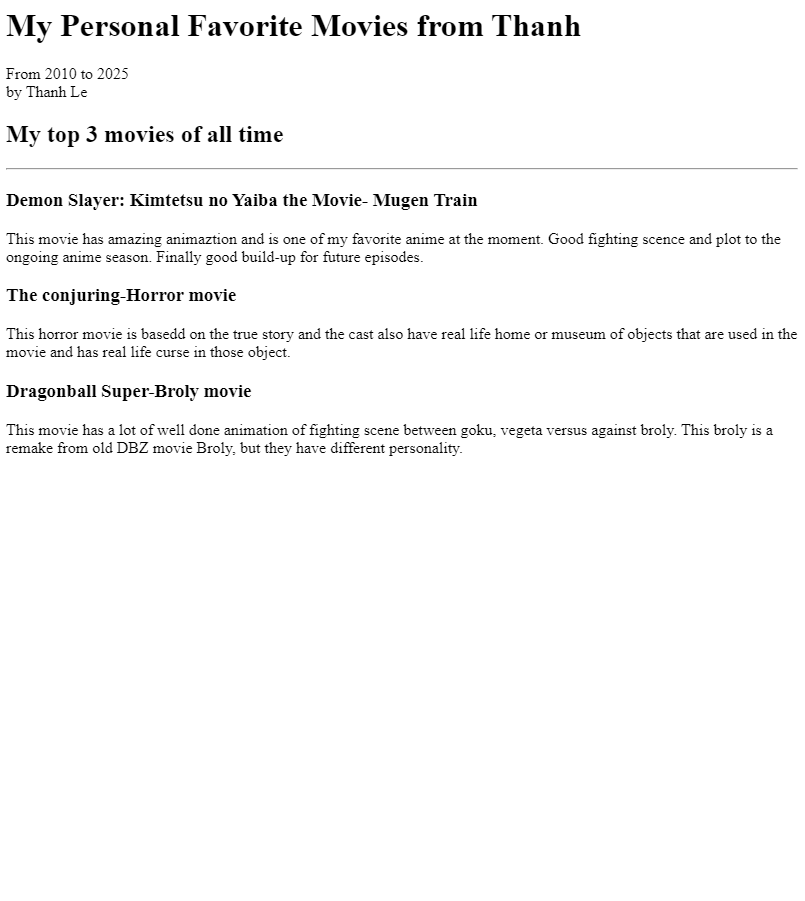 My Personal Favorite Movies from Thanh
From 2010 to 2025
by Thanh Le
My top 3 movies of all time
Demon Slayer: Kimtetsu no Yaiba the Movie- Mugen Train
This movie has amazing animaztion and is one of my favorite anime at the moment. Good fighting scence and plot to the
ongoing anime season. Finally good build-up for future episodes.
The conjuring-Horror movie
This horror movie is basedd on the true story and the cast also have real life home or museum of objects that are used in the
movie and has real life curse in those object.
Dragonball Super-Broly movie
This movie has a lot of well done animation of fighting scene between goku, vegeta versus against broly. This broly is a
remake from old DBZ movie Broly, but they have different personality.